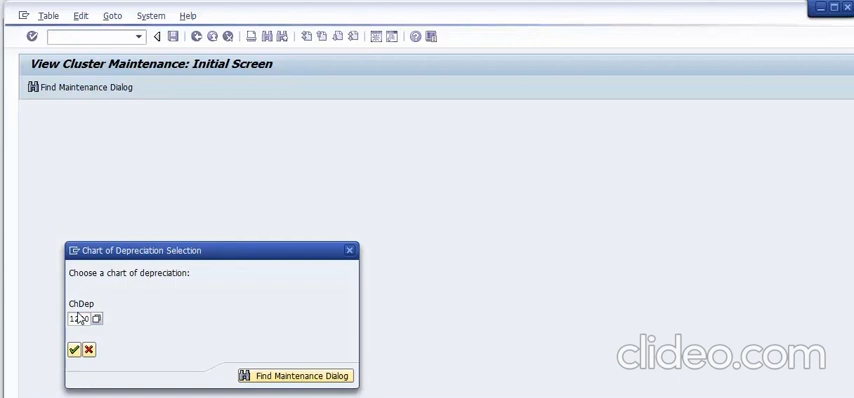 Table Edit Goto System Help
View Cluster Maintenance: Initial Screen
Find Maintenance Dialog
Chart of Depreciation Selection
Choose a chart of depreciation:
ChDep
Find Maintenance Dialog
clideo.com